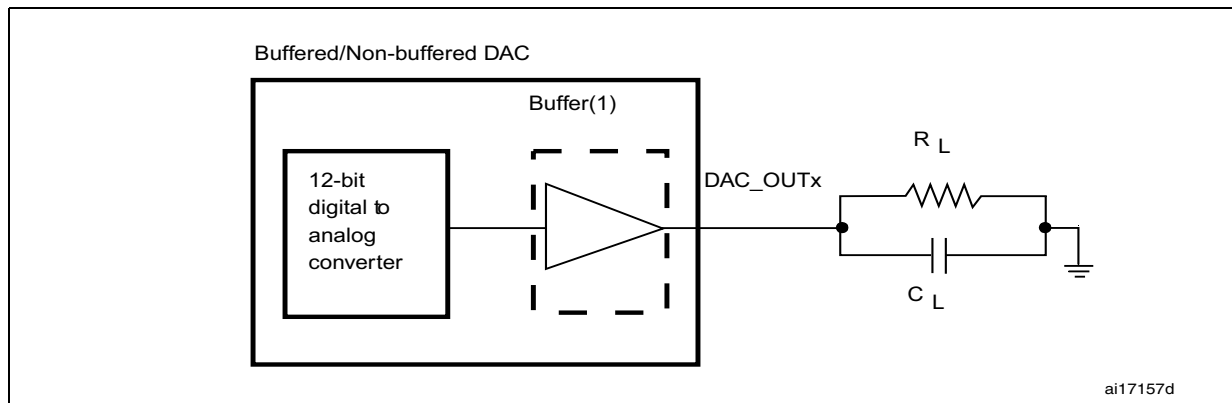 Buffered/Non-buffered DAC
Buffer(1)
12-bit
digital to
analog
converter
DAC_OUTx
R L
C L
ai17157d